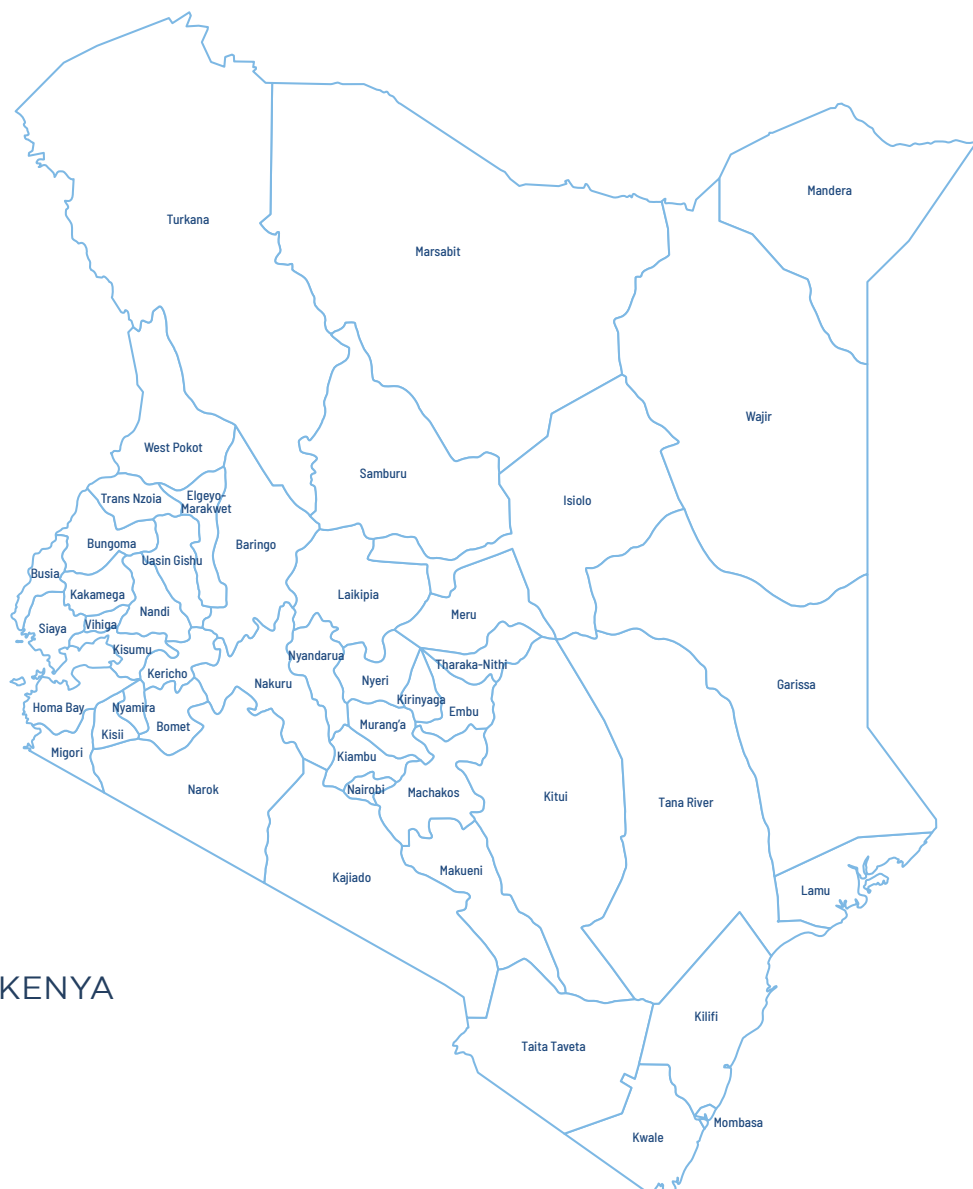 Mandera
Turkana
Marsabit
Wajir
West Pokot
Samburu
Elgeyo-
Marakwet
Trans Nzoia
Isiolo
Bungoma
Baringo
Uasin Gishu
Busia
Kakamega
Laikipia
Nandi
Meru
Vihiga
Siaya
Kisumu
Nyandarua
Tharaka-Nithi
Kericho
Nyeri
Nakuru
Garissa
Kirinyaga
Homa Bay
Nyamira
Embu
Bomet
Murang'a
Kisii
Migori
Kiambu
Narok
Nairobi
Machakos
Kitui
Tana River
Makueni
Kajiado
Lamu
KENYA
Kilifi
Taita Taveta
Mombasa
Kwale